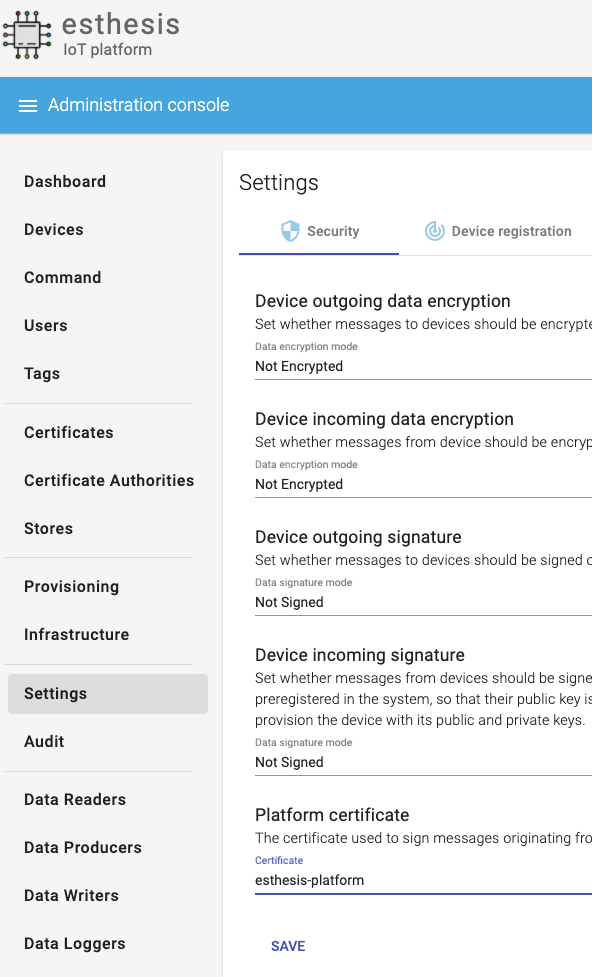 esthesis
IoT platform
Administration console
Dashboard
Devices
Command
Users
Tags
Certificates
Certificate Authorities
Stores
Provisioning
Infrastructure
Settings
Audit
Data Readers
Data Producers
Data Writers
Data Loggers
Settings
Security
Device registration
Device outgoing data encryption
Set whether messages to devices should be encrypte
Data encryption mode
Not Encrypted
Device incoming data encryption
Set whether messages from device should be encryp
Data encryption mode
Not Encrypted
Device outgoing signature
Set whether messages to devices should be signed o
Data signature mode
Not Signed
Device incoming signature
Set whether messages from devices should be signe
preregistered in the system, so that their public key is
provision the device with its public and private keys.
Data signature mode
Not Signed
Platform certificate
The certificate used to sign messages originating fro
Certificate
esthesis-platform
SAVE